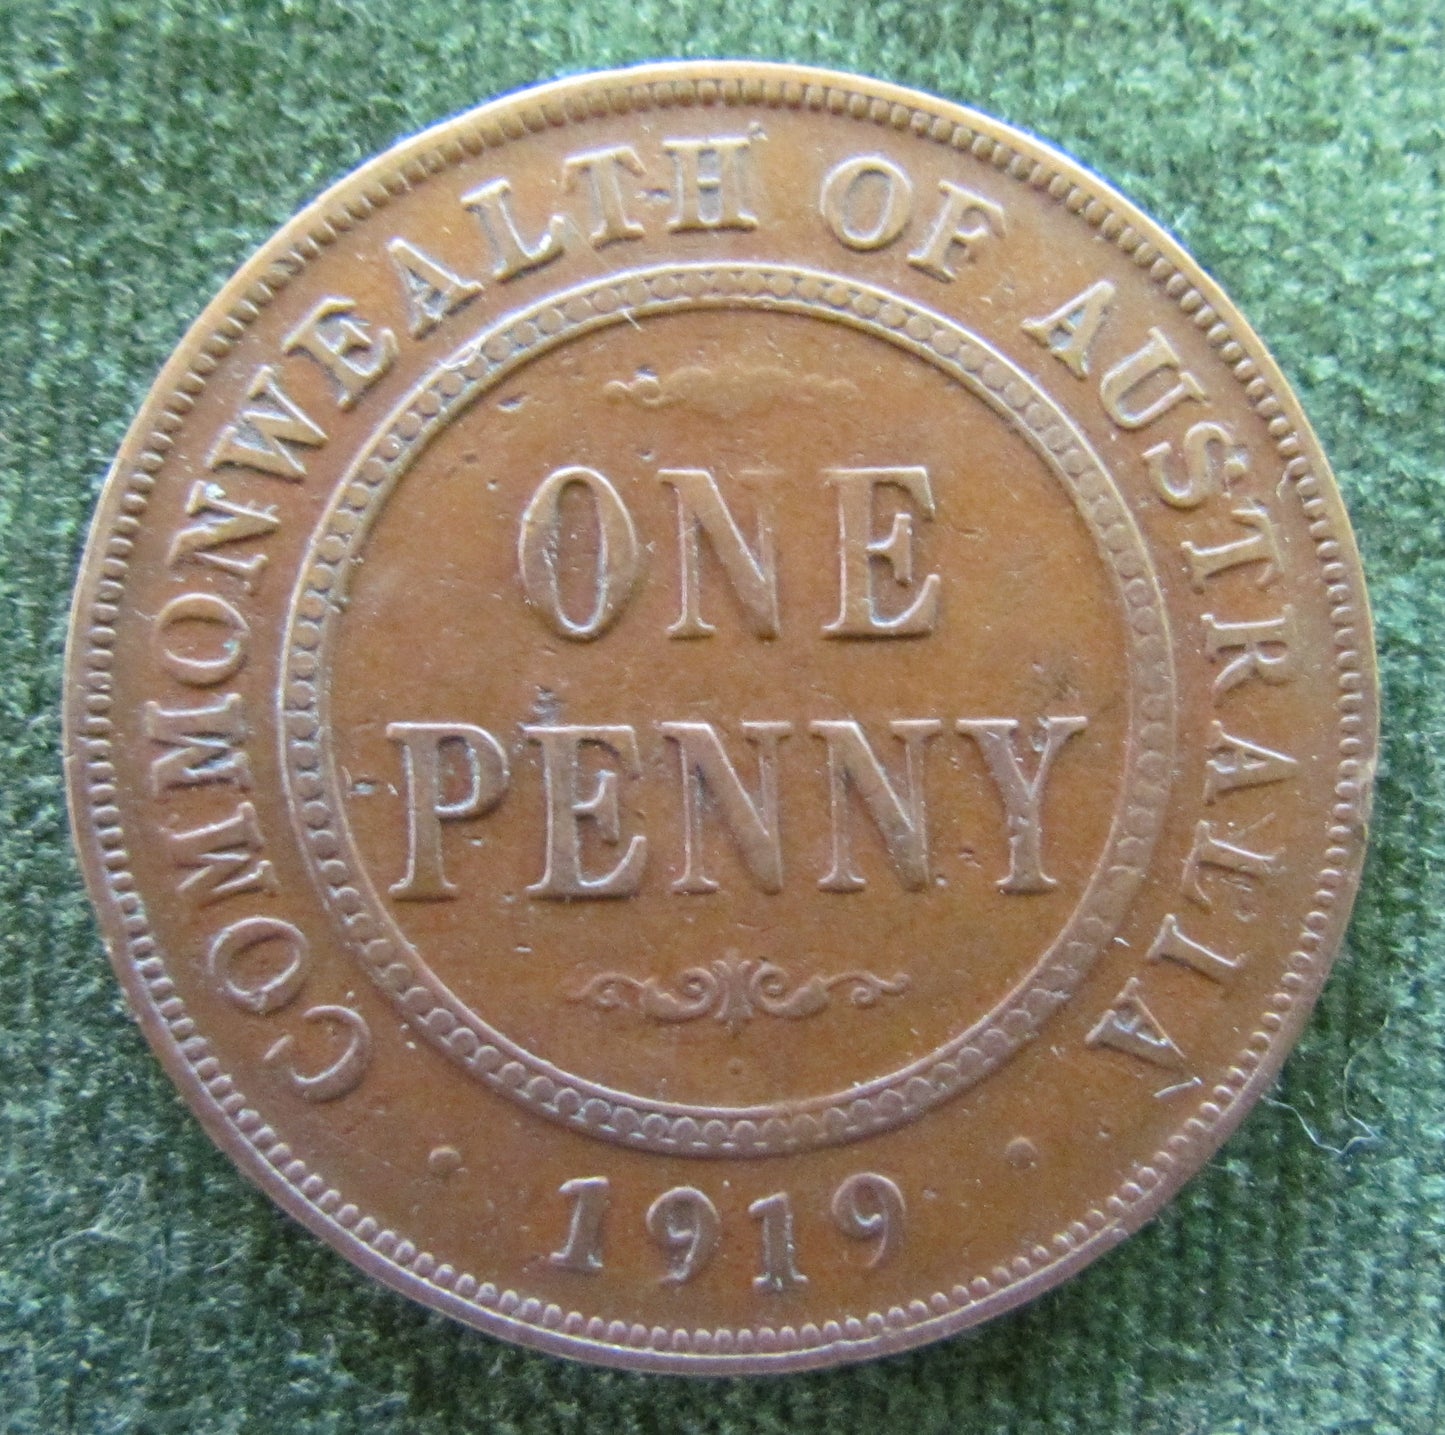 COMMONWEALTH OF AUSTRALIA
ONE
PENNY
1919